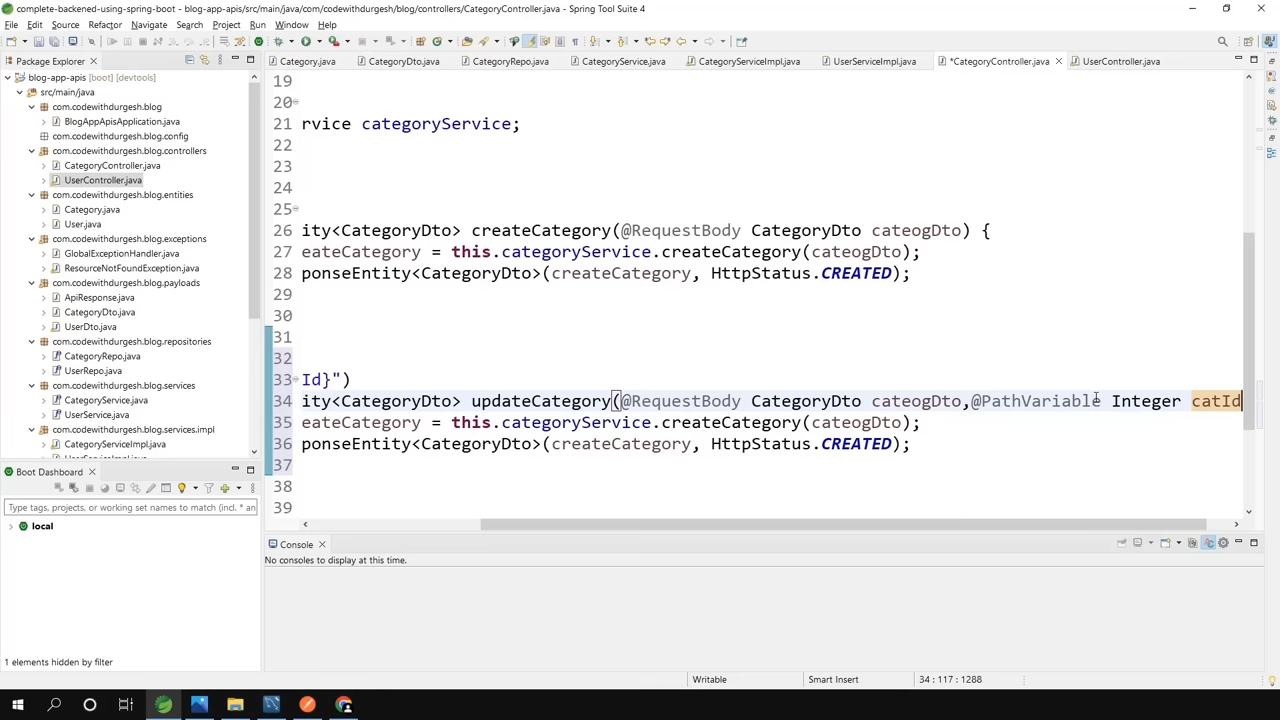 complete-backened-using-spring-boot - blog-app-apis/src/main/java/com/codewithdurgesh/blog/controllers/CategoryController.java - Spring Tool Suite 4
File Edit Source Refactor Navigate Search Project Run Window Help
Package Explorer
Category.java CategoryDto.java CategoryRepo.java CategoryService.java CategoryServiceImpl.java UserServiceImpl.java *CategoryController.java UserController.java
blog-app-apis [boot] [devtools]
src/main/java
com.codewithdurgesh.blog
BlogAppApisApplication.java
com.codewithdurgesh.blog.config
com.codewithdurgesh.blog.controllers
CategoryController.java
UserController.java
com.codewithdurgesh.blog.entities
Category.java
User.java
com.codewithdurgesh.blog.exceptions
GlobalExceptionHandler.java
ResourceNotFoundException.java
com.codewithdurgesh.blog.payloads
ApiResponse.java
CategoryDto.java
UserDto.java
com.codewithdurgesh.blog.repositories
CategoryRepo.java
UserRepo.java
com.codewithdurgesh.blog.services
CategoryService.java
UserService.java
com.codewithdurgesh.blog.services.impl
CategoryServiceImpl.java
19
20
21 rvice categoryService;
22
23
24
25
26 ity<CategoryDto> createCategory(@RequestBody CategoryDto cateogDto) {
27 eateCategory = this.categoryService.createCategory(cateogDto);
28 ponseEntity<CategoryDto>(createCategory, HttpStatus.CREATED);
29
30
31
32
33 Id}")
34 ity<CategoryDto> updateCategory(@RequestBody CategoryDto cateogDto,@PathVariable Integer catId
35 eateCategory = this.categoryService.createCategory(cateogDto);
36 ponseEntity<CategoryDto>(createCategory, HttpStatus.CREATED);
37
38
39
Boot Dashboard
Type tags, projects, or working set names to match (incl. * an
local
1 elements hidden by filter
Console
No consoles to display at this time.
Writable Smart Insert 34 : 117 : 1288